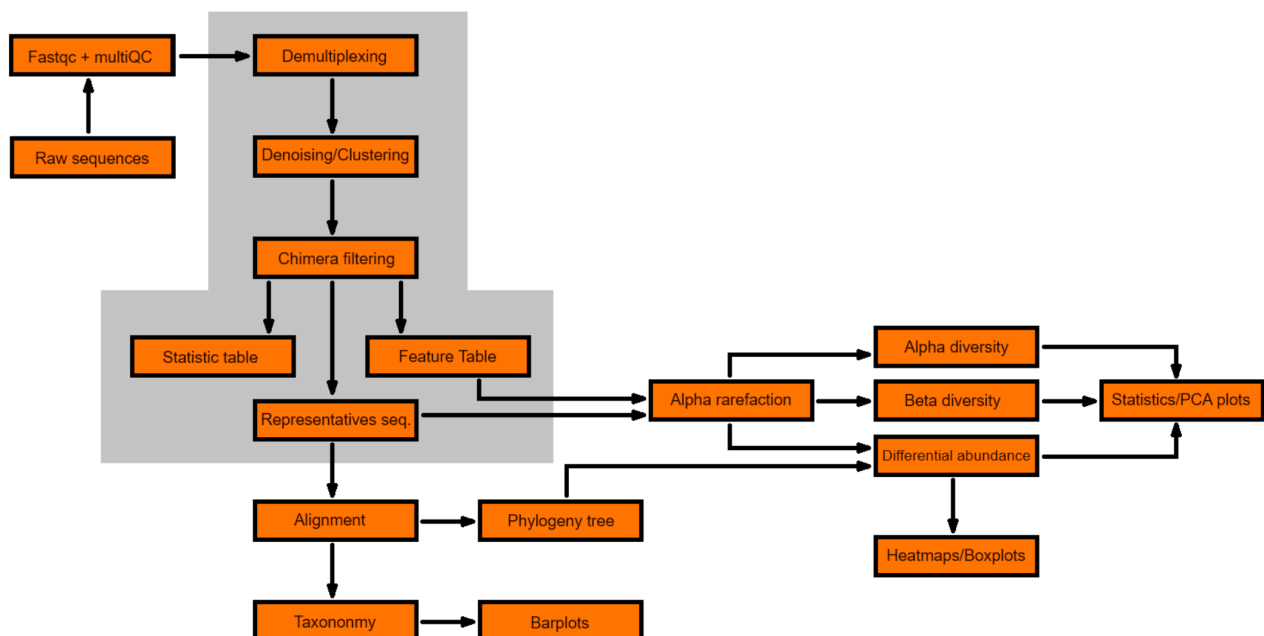 Fastqc + multiQC
Demultiplexing
Raw sequences
Denoising/Clustering
Chimera filtering
Statistic table
Feature Table
Alpha diversity
Alpha rarefaction
Beta diversity
Statistics/PCA plots
Representatives seq.
Differential abundance
Alignment
Phylogeny tree
Heatmaps/Boxplots
Taxononmy
Barplots